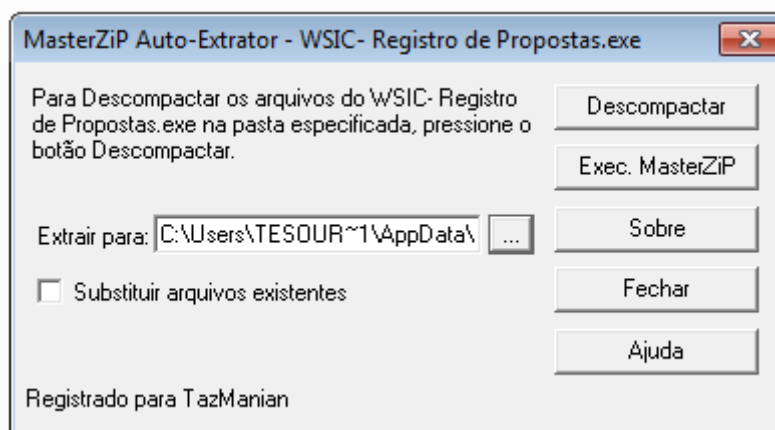 MasterZiP Auto-Extrator - WSIC- Registro de Propostas.exe
Para Descompactar os arquivos do WSIC- Registro
de Propostas.exe na pasta especificada, pressione o
botão Descompactar.
Descompactar
Exec. MasterZiP
Extrair para: C:\Users\TESOUR~1\AppData\ ...
Sobre
Substituir arquivos existentes
Fechar
Ajuda
Registrado para TazManian